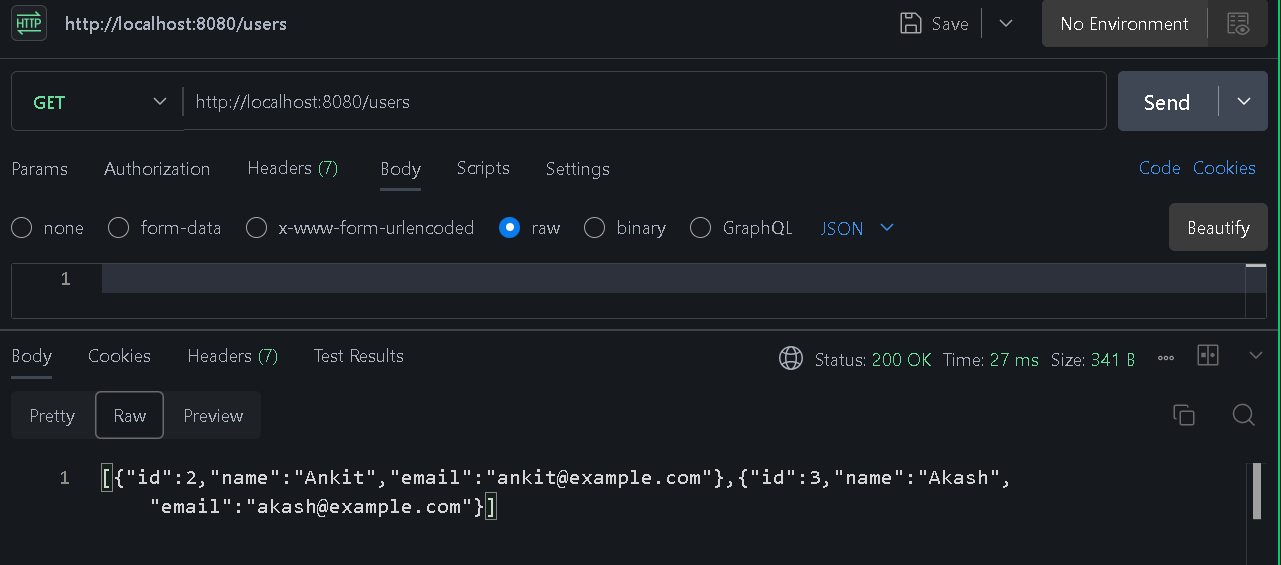 HTTP http://localhost:8080/users Save No Environment
GET http://localhost:8080/users Send
Params Authorization Headers (7) Body Scripts Settings Code Cookies
none form-data x-www-form-urlencoded raw binary GraphQL JSON Beautify
1
Body Cookies Headers (7) Test Results Status: 200 OK Time: 27 ms Size: 341 B
Pretty Raw Preview
1 [{"id":2,"name":"Ankit","email":"ankit@example.com"},{"id":3,"name":"Akash",
"email":"akash@example.com"}]